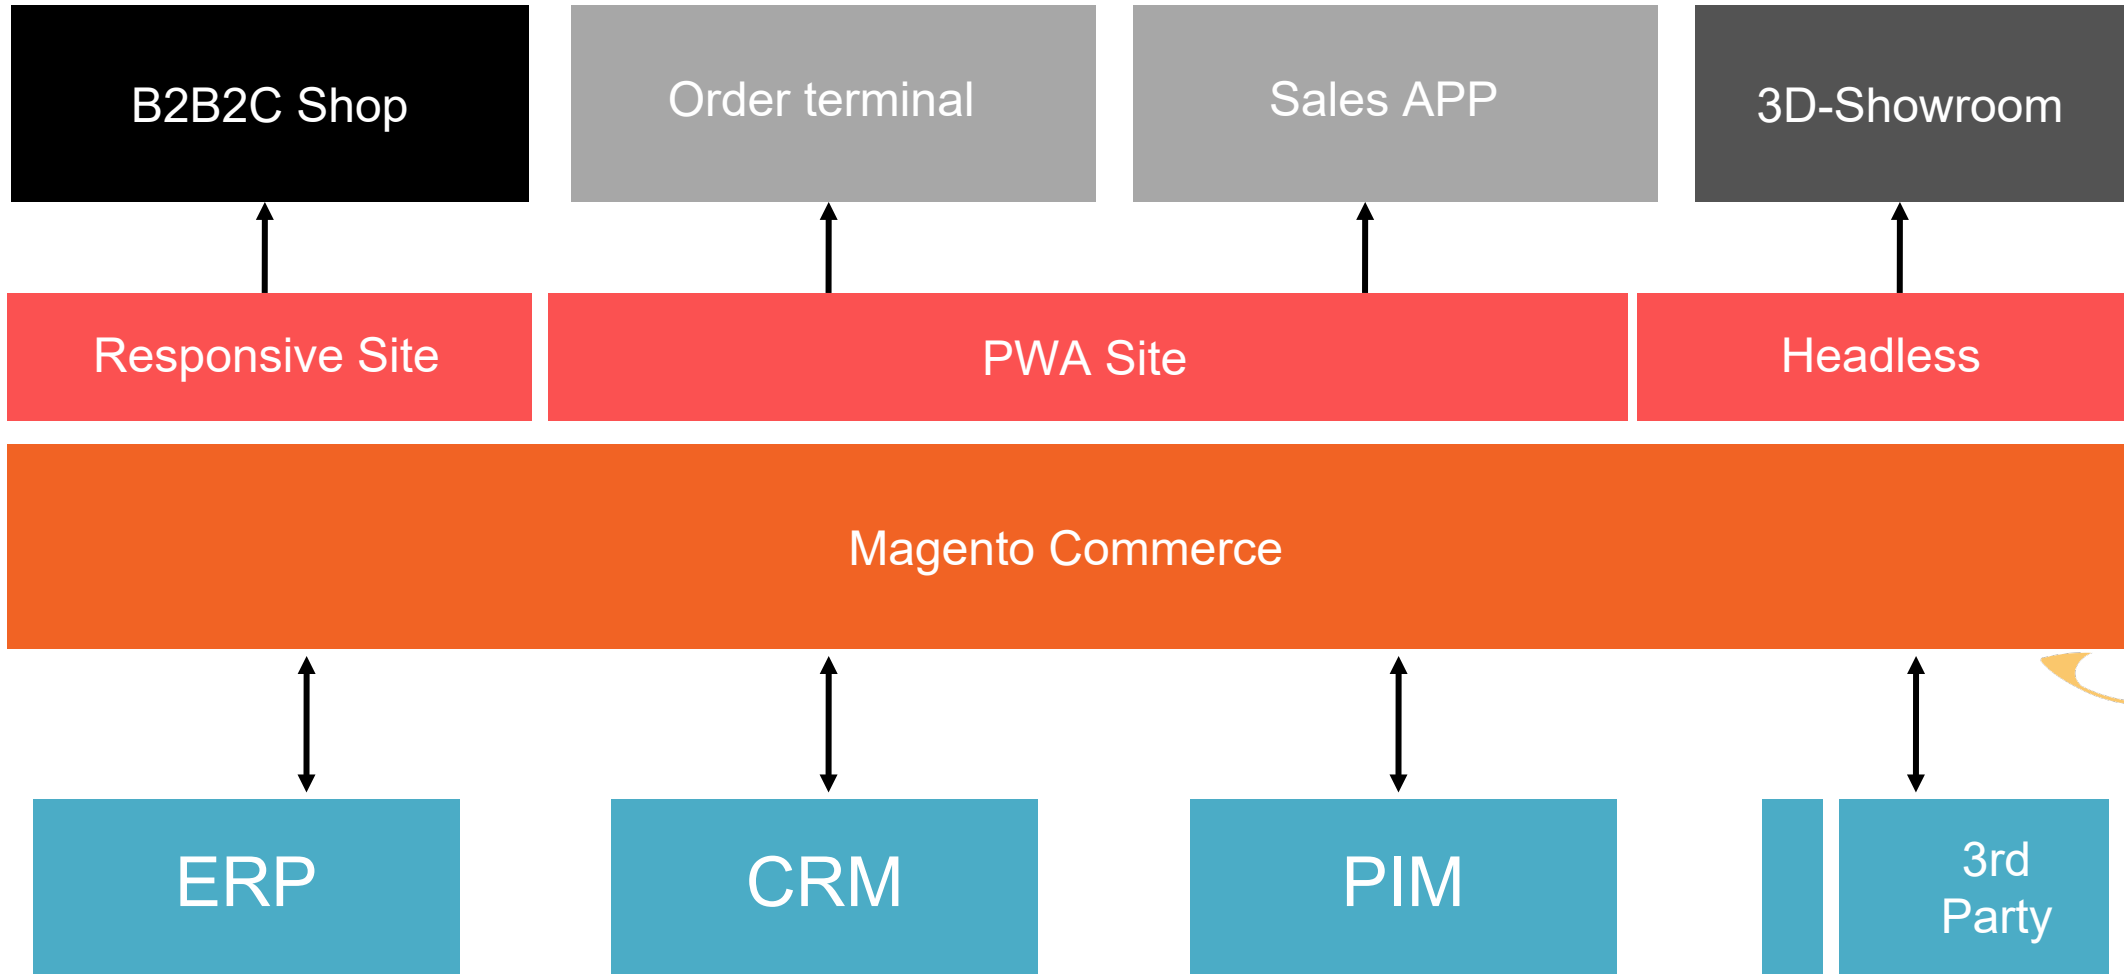 B2B2C Shop
Order terminal
Sales APP
3D-Showroom
Responsive Site
PWA Site
Headless
Magento Commerce
ERP
CRM
PIM
3rd
Party